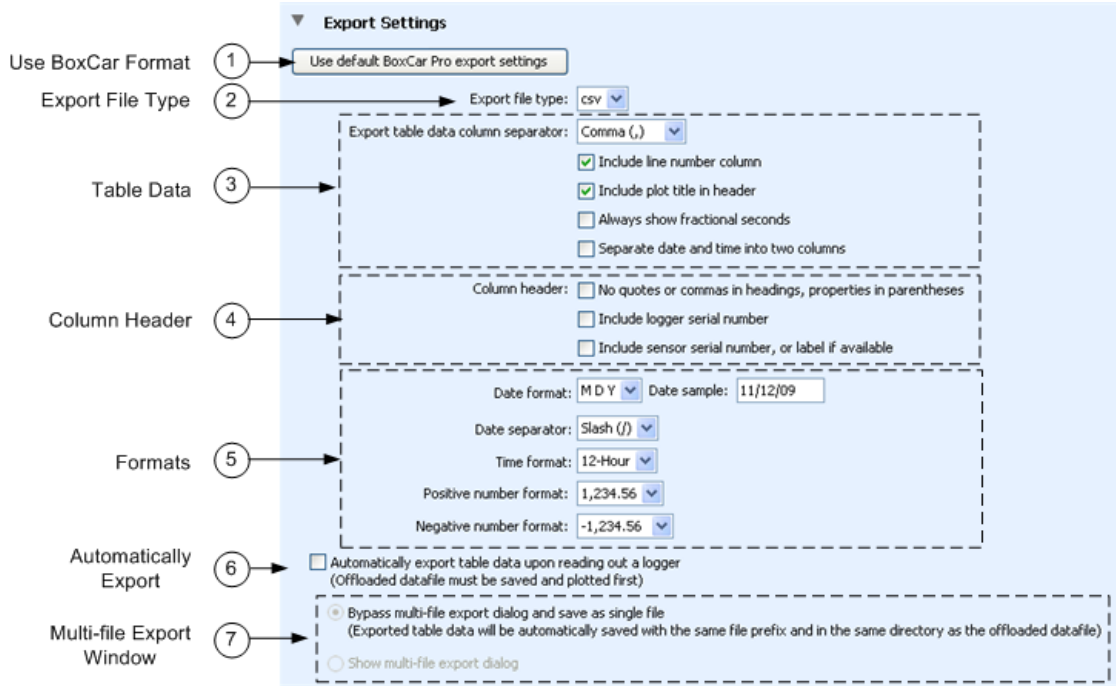 Export Settings
Use BoxCar Format 1 Use default BoxCar Pro export settings
Export File Type 2 Export file type: csv
Table Data 3
Export table data column separator: Comma (,)
Include line number column
Include plot title in header
Always show fractional seconds
Separate date and time into two columns
Column Header 4
Column header: No quotes or commas in headings, properties in parentheses
Include logger serial number
Include sensor serial number, or label if available
Formats 5
Date format: M D Y Date sample: 11/12/09
Date separator: Slash (/)
Time format: 12-Hour
Positive number format: 1,234.56
Negative number format: -1,234.56
Automatically
Export
6
Automatically export table data upon reading out a logger
(Offloaded datafile must be saved and plotted first)
Multi-file Export
Window
7
Bypass multi-file export dialog and save as single file
(Exported table data will be automatically saved with the same file prefix and in the same directory as the offloaded datafile)
Show multi-file export dialog